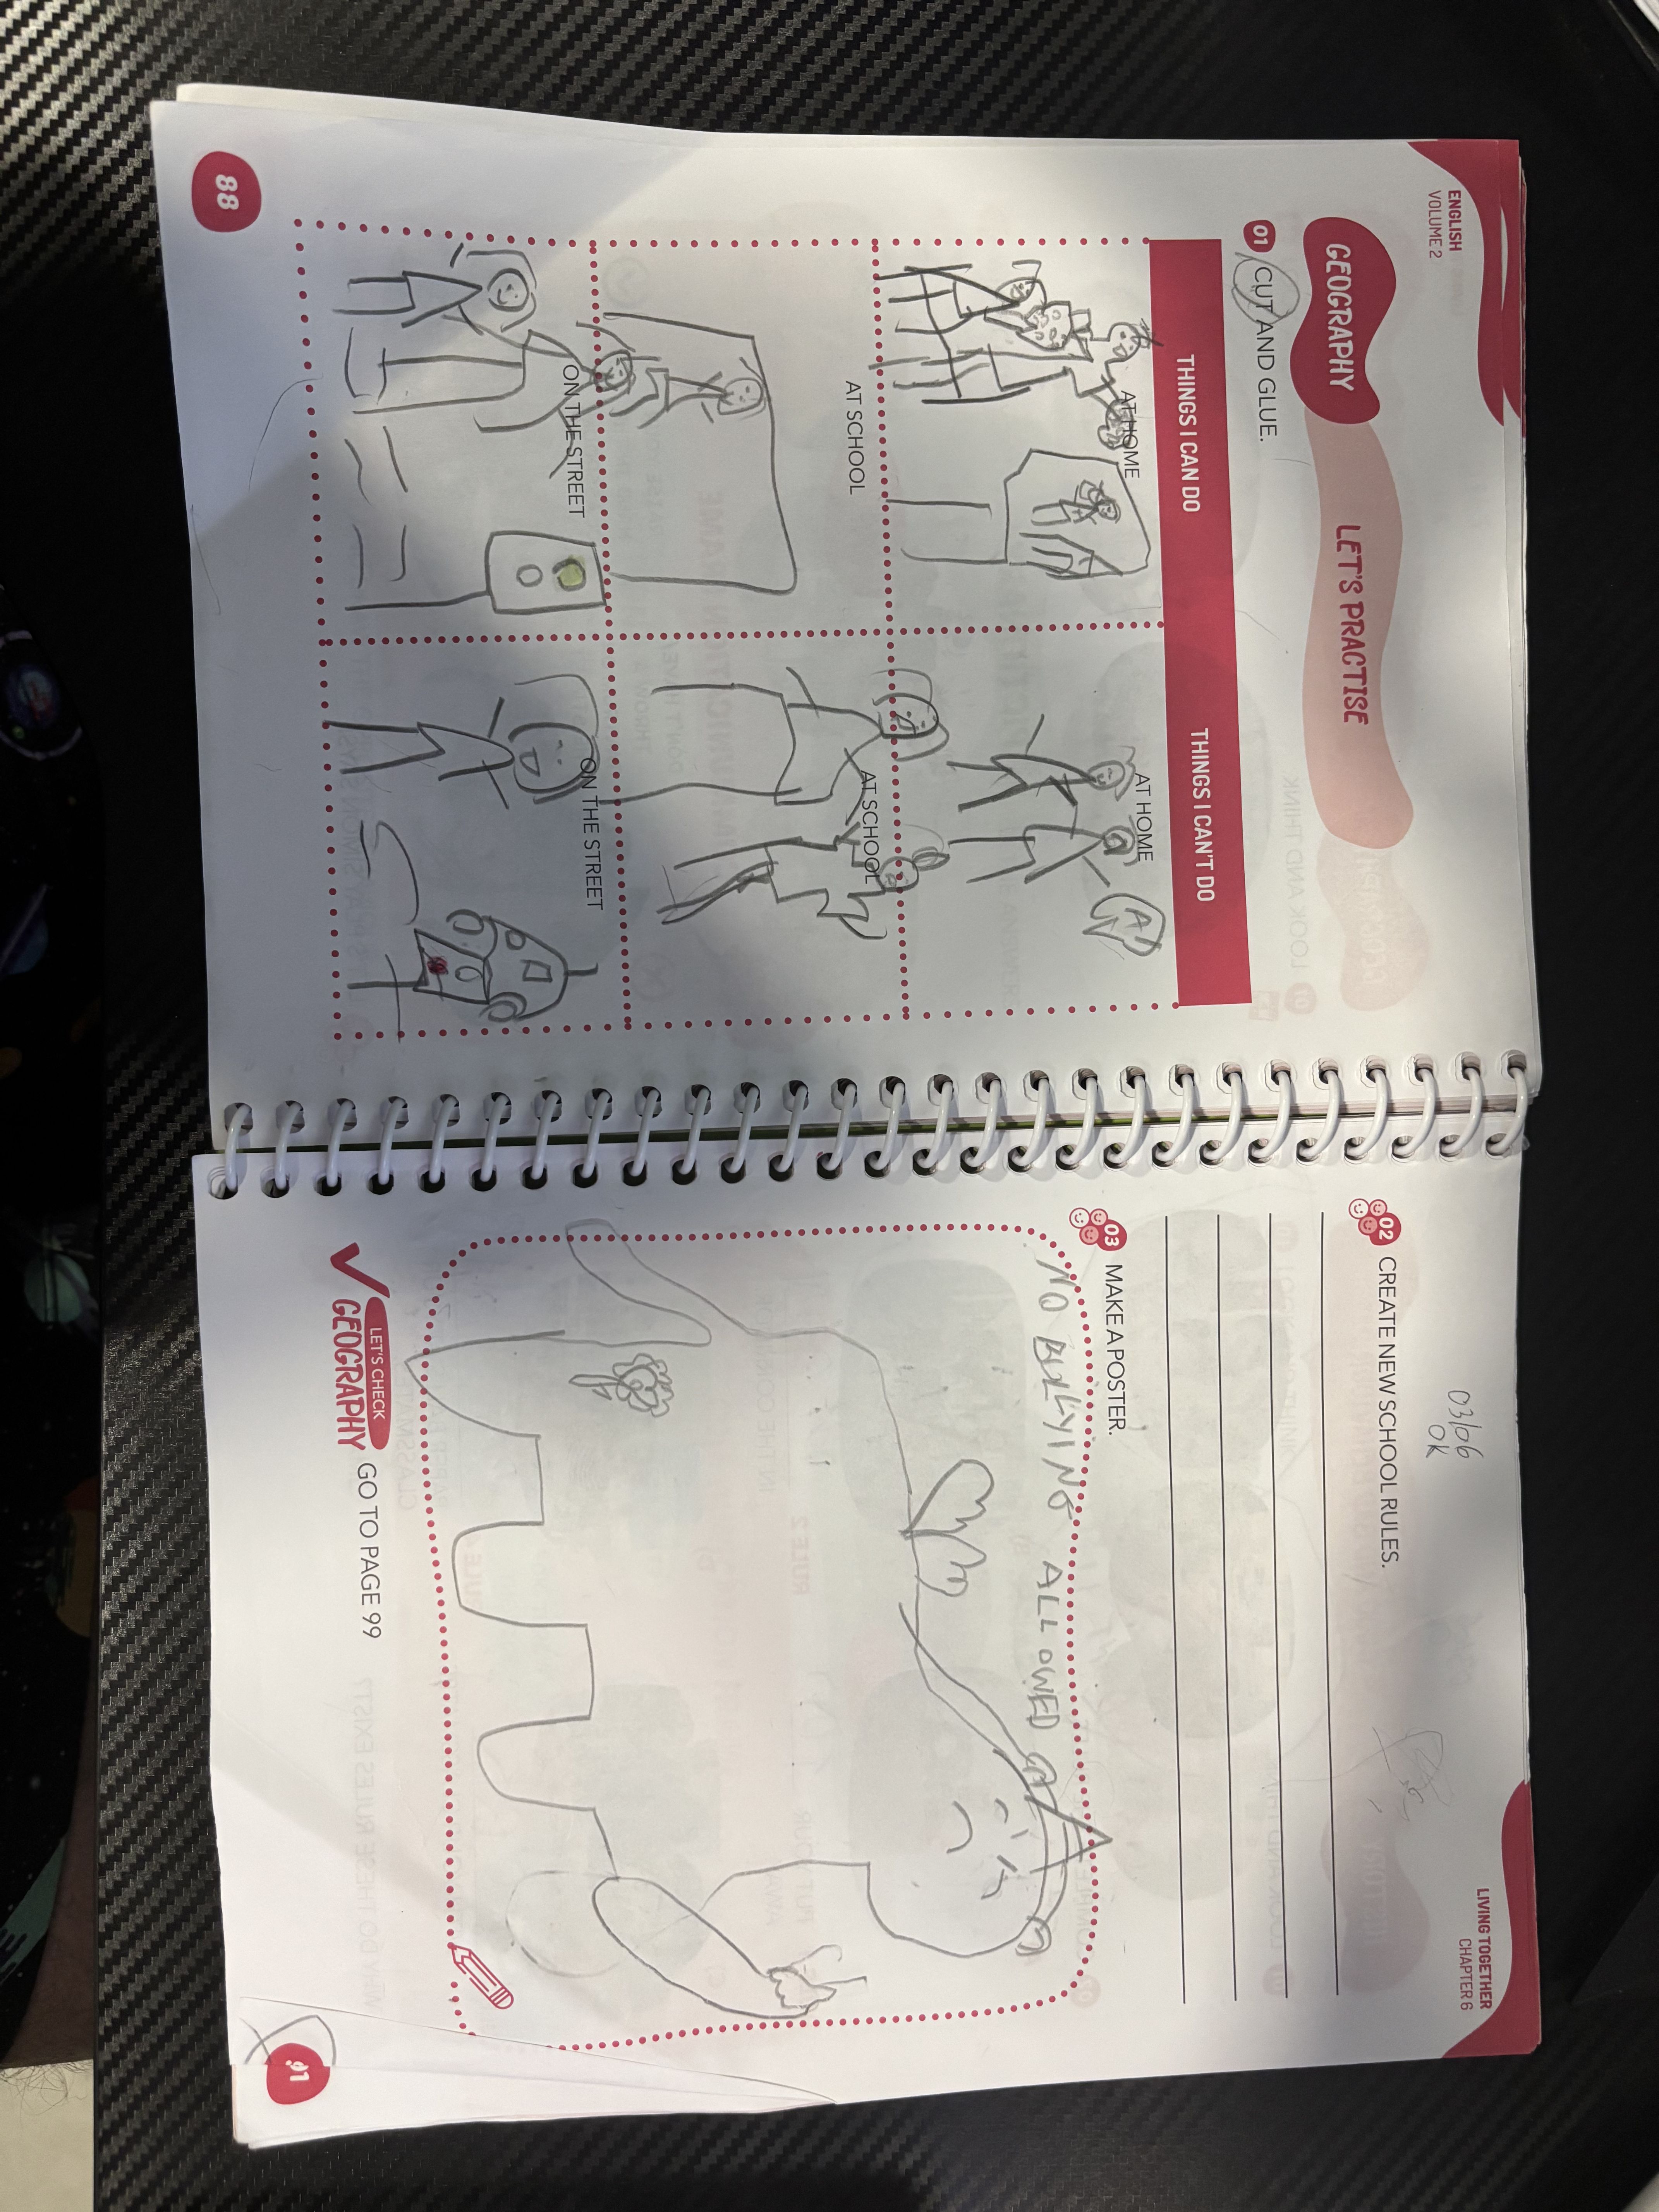 ENGLISH
VOLUME 2
GEOGRAPHY
LET'S PRACTISE
01 CUT AND GLUE.
THINGS I CAN DO
THINGS I CAN'T DO
AT HOME
AT HOME
AT SCHOOL
AT SCHOOL
ON THE STREET
ON THE STREET
88
LIVING TOGETHER
CHAPTER 6
03/06
OK
02 CREATE NEW SCHOOL RULES.
03 MAKE A POSTER.
NO BULLYING ALLOWED
LET'S CHECK
GEOGRAPHY
GO TO PAGE 99
91